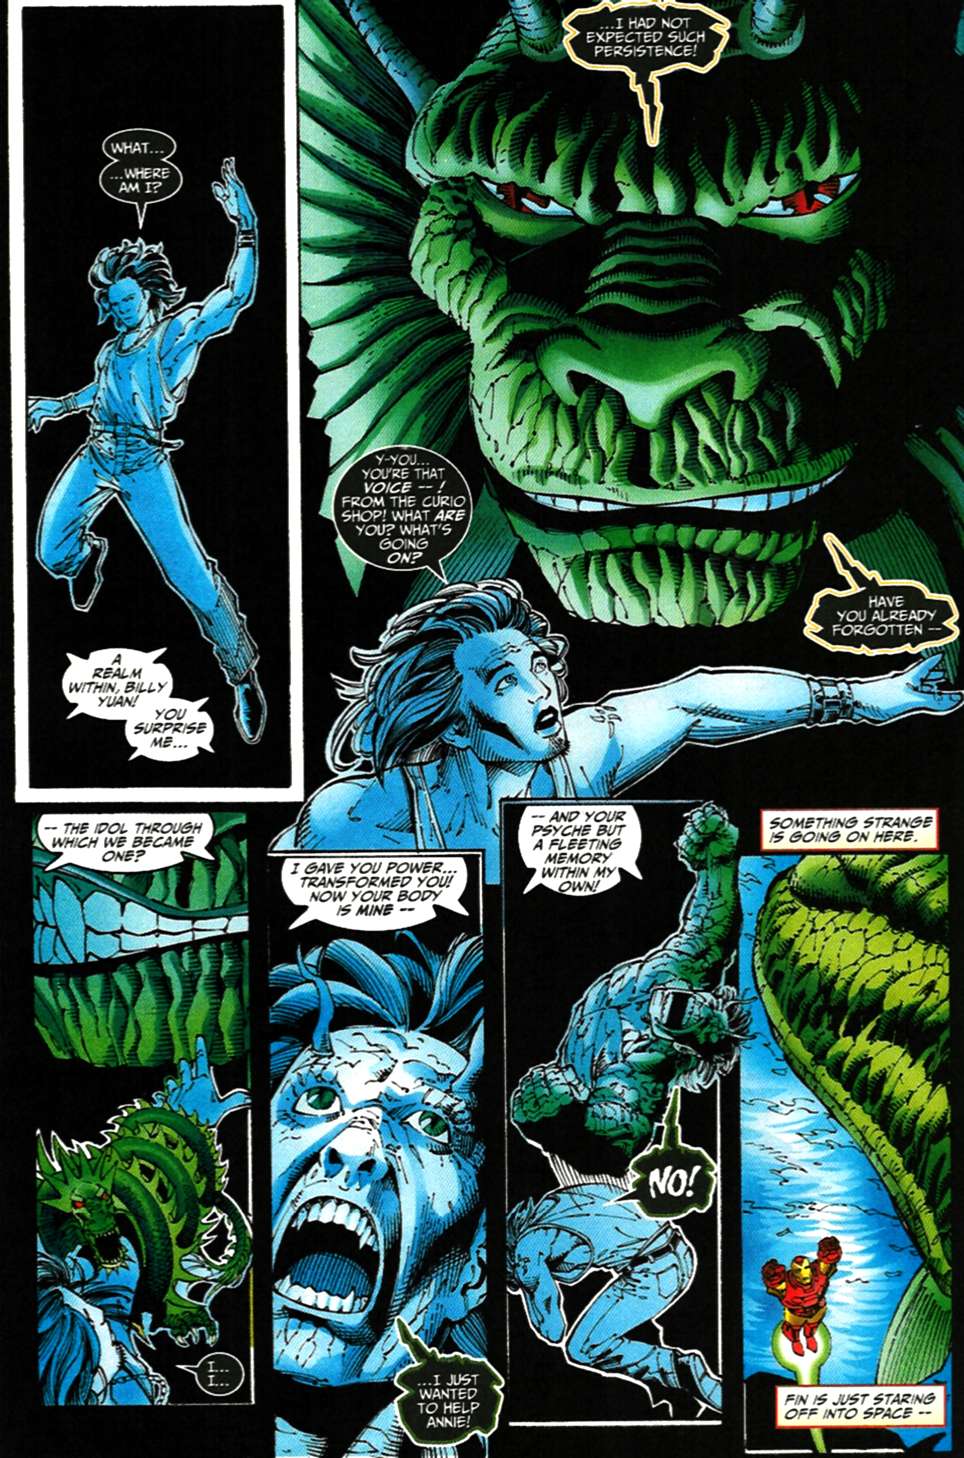 WHAT...
...WHERE
AM I?
A
REALM
WITHIN, BILLY
YUAN!
YOU
SURPRISE
ME...
...I HAD NOT
EXPECTED SUCH
PERSISTENCE!
Y-YOU...
YOU'RE THAT
VOICE -- !
FROM THE CURIO
SHOP! WHAT ARE
YOU? WHAT'S
GOING
ON?
HAVE
YOU ALREADY
FORGOTTEN --
-- THE IDOL THROUGH
WHICH WE BECAME
ONE?
I...
I...
I GAVE YOU POWER...
TRANSFORMED YOU!
NOW YOUR BODY
IS MINE --
...I JUST
WANTED
TO HELP
ANNIE!
-- AND YOUR
PSYCHE BUT
A FLEETING
MEMORY
WITHIN MY
OWN!
NO!
SOMETHING STRANGE
IS GOING ON HERE.
FIN IS JUST STARING
OFF INTO SPACE --